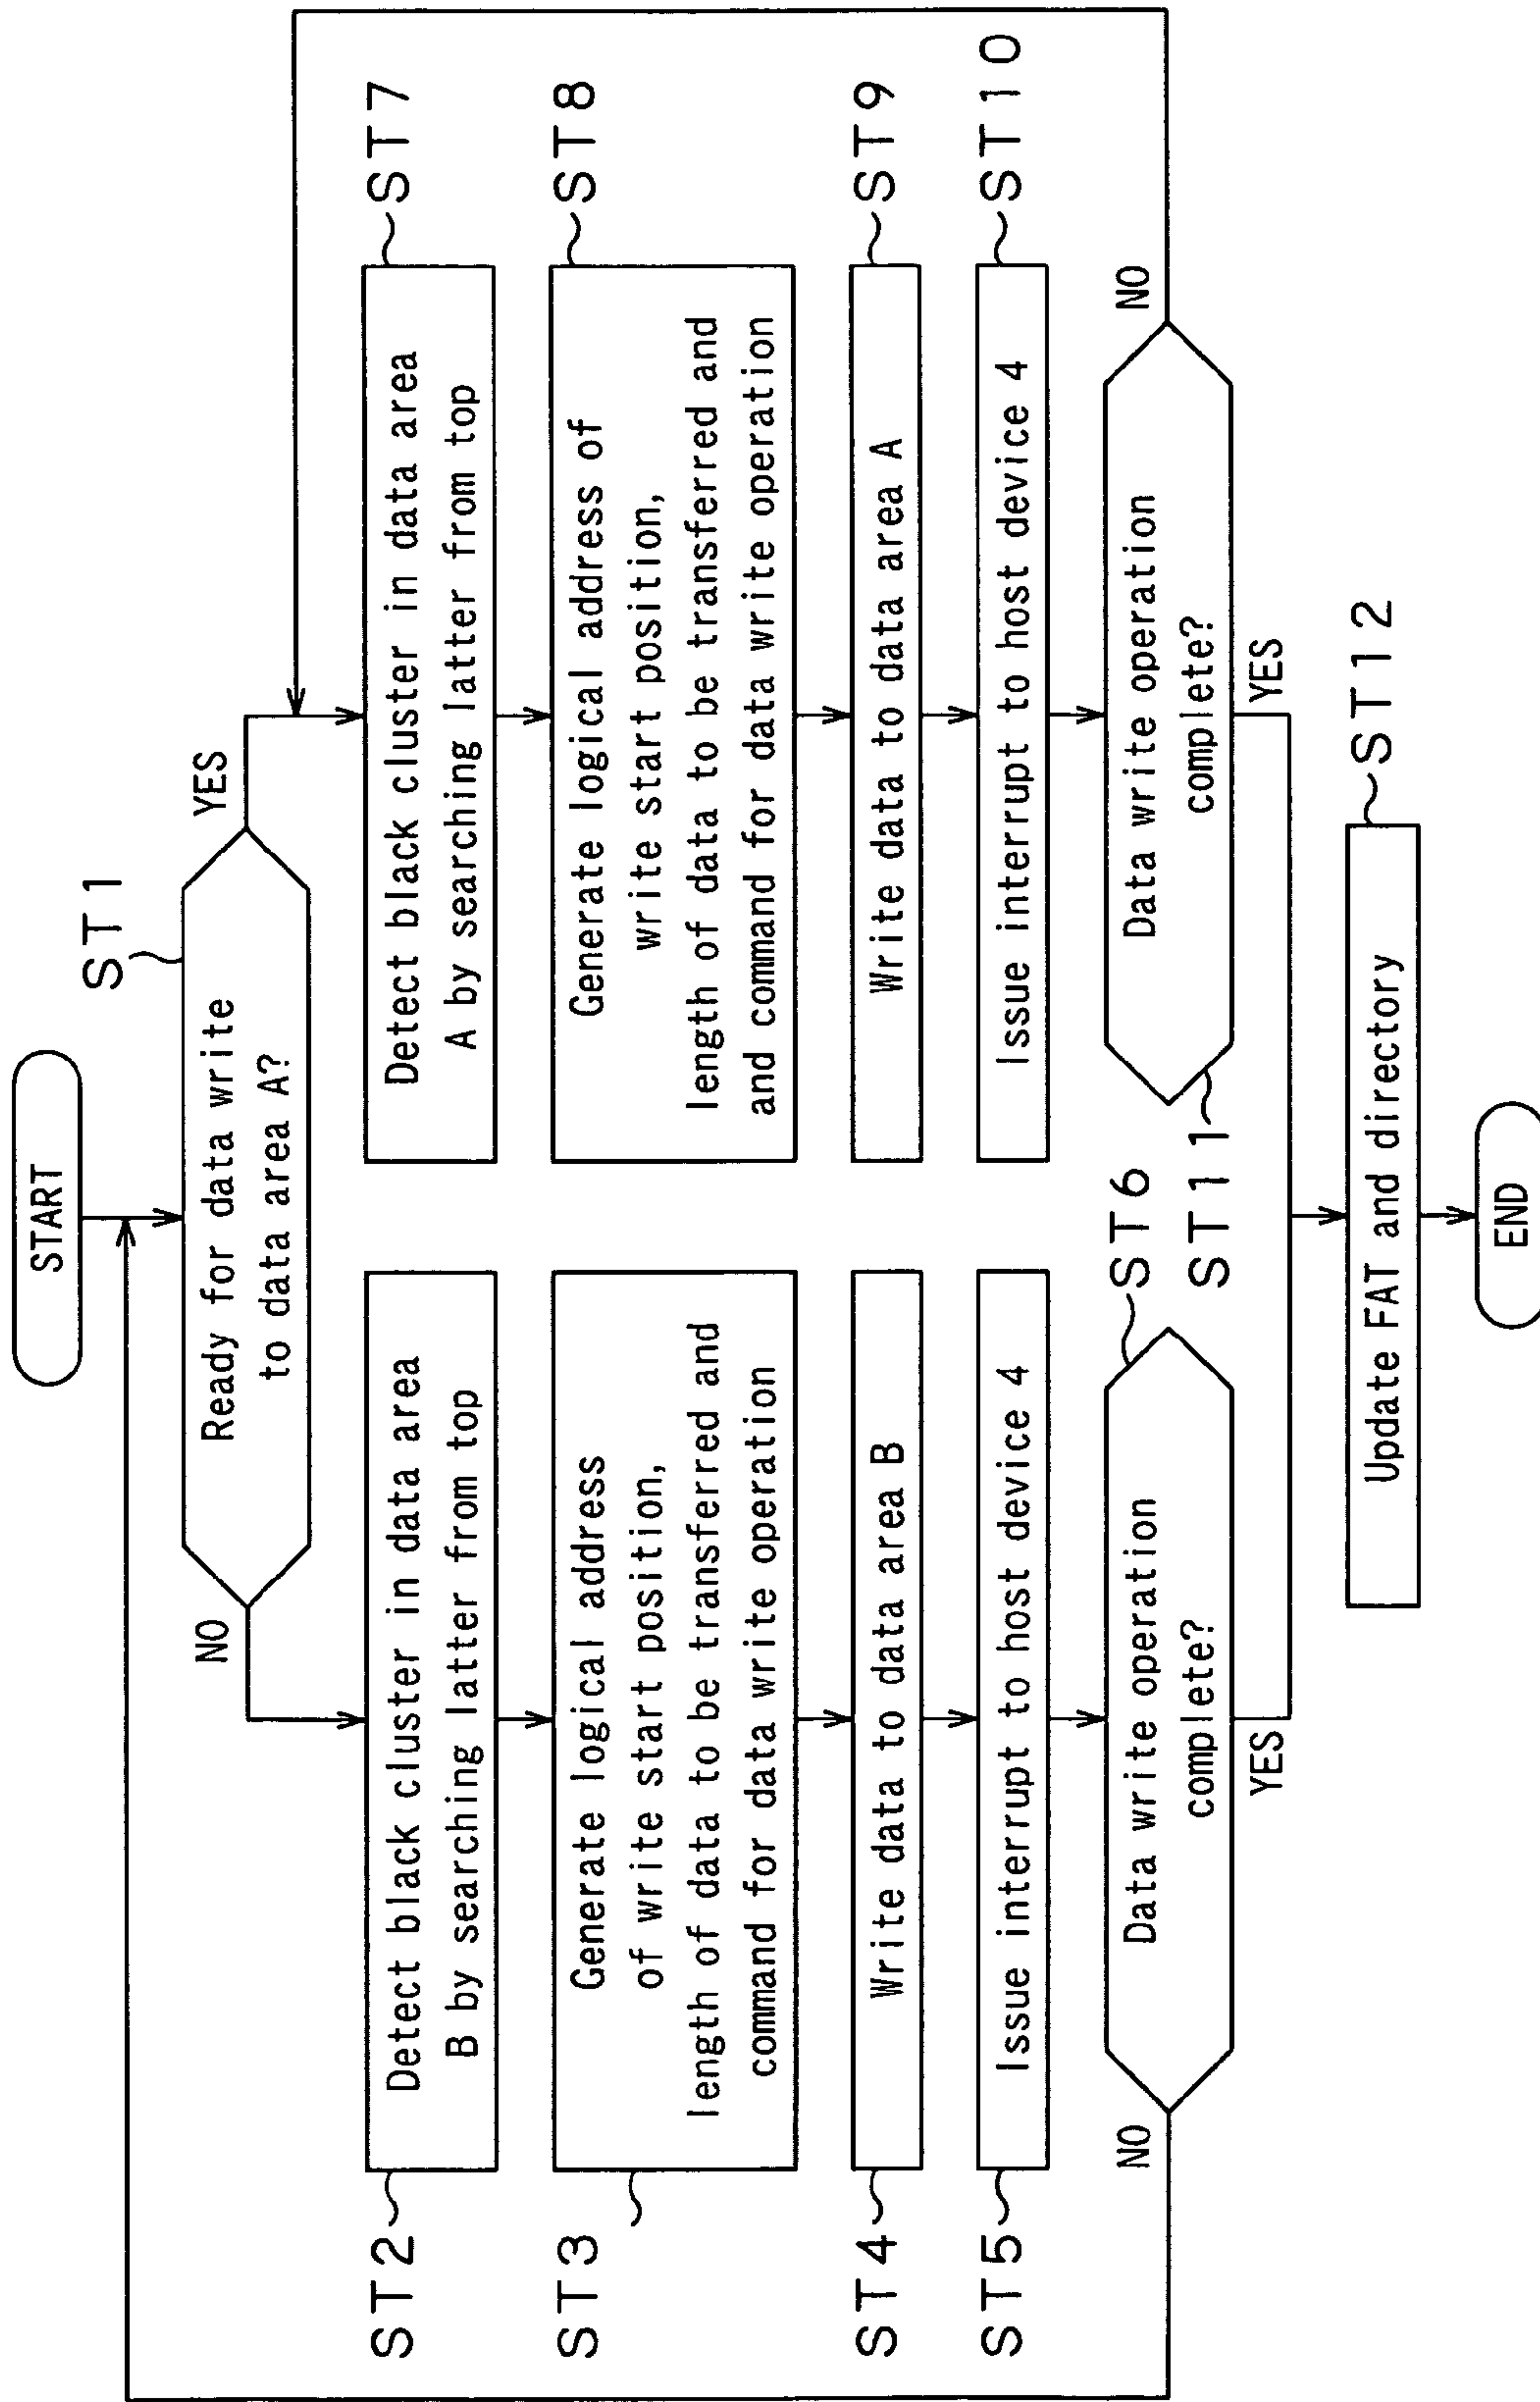 START
ST1
Ready for data write
to data area A?
NO
YES
ST2
Detect black cluster in data area
B by searching latter from top
ST3
Generate logical address
of write start position,
length of data to be transferred and
command for data write operation
ST4
Write data to data area B
ST5
Issue interrupt to host device 4
ST6
Data write operation
complete?
NO
YES
ST7
Detect black cluster in data area
A by searching latter from top
ST8
Generate logical address of
write start position,
length of data to be transferred and
and command for data write operation
ST9
Write data to data area A
ST10
Issue interrupt to host device 4
ST11
Data write operation
complete?
NO
YES
ST12
Update FAT and directory
END